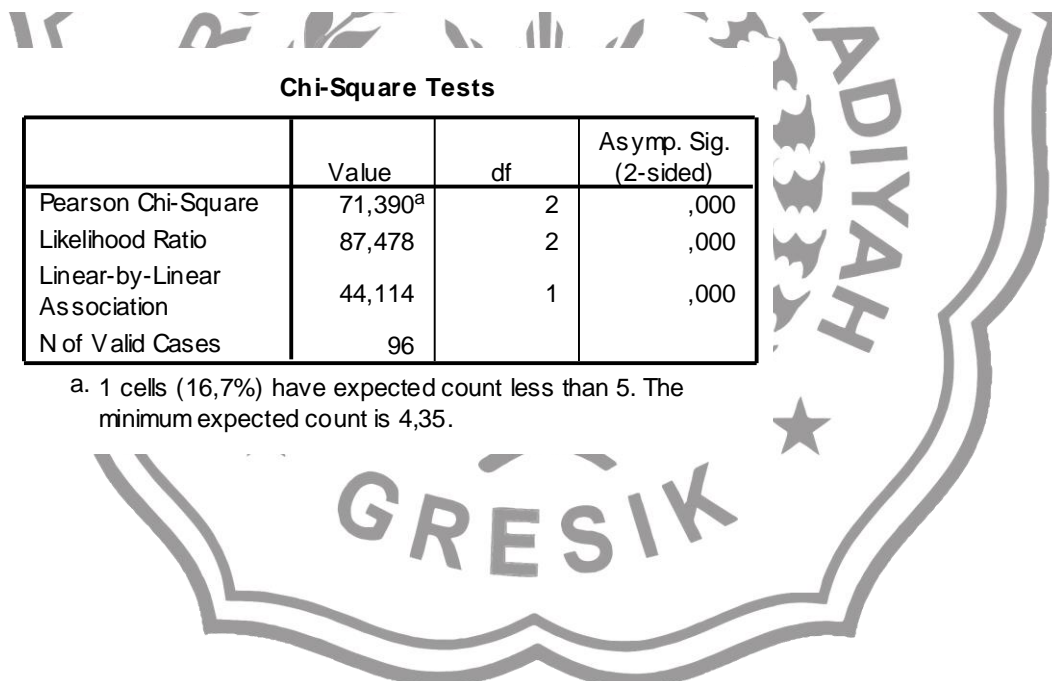 Chi-Square Tests
Value df Asymp. Sig. (2-sided)
Pearson Chi-Square 71,390a 2 ,000
Likelihood Ratio 87,478 2 ,000
Linear-by-Linear Association 44,114 1 ,000
N of Valid Cases 96
a. 1 cells (16,7%) have expected count less than 5. The
minimum expected count is 4,35.
ADIYAH
GRESIK